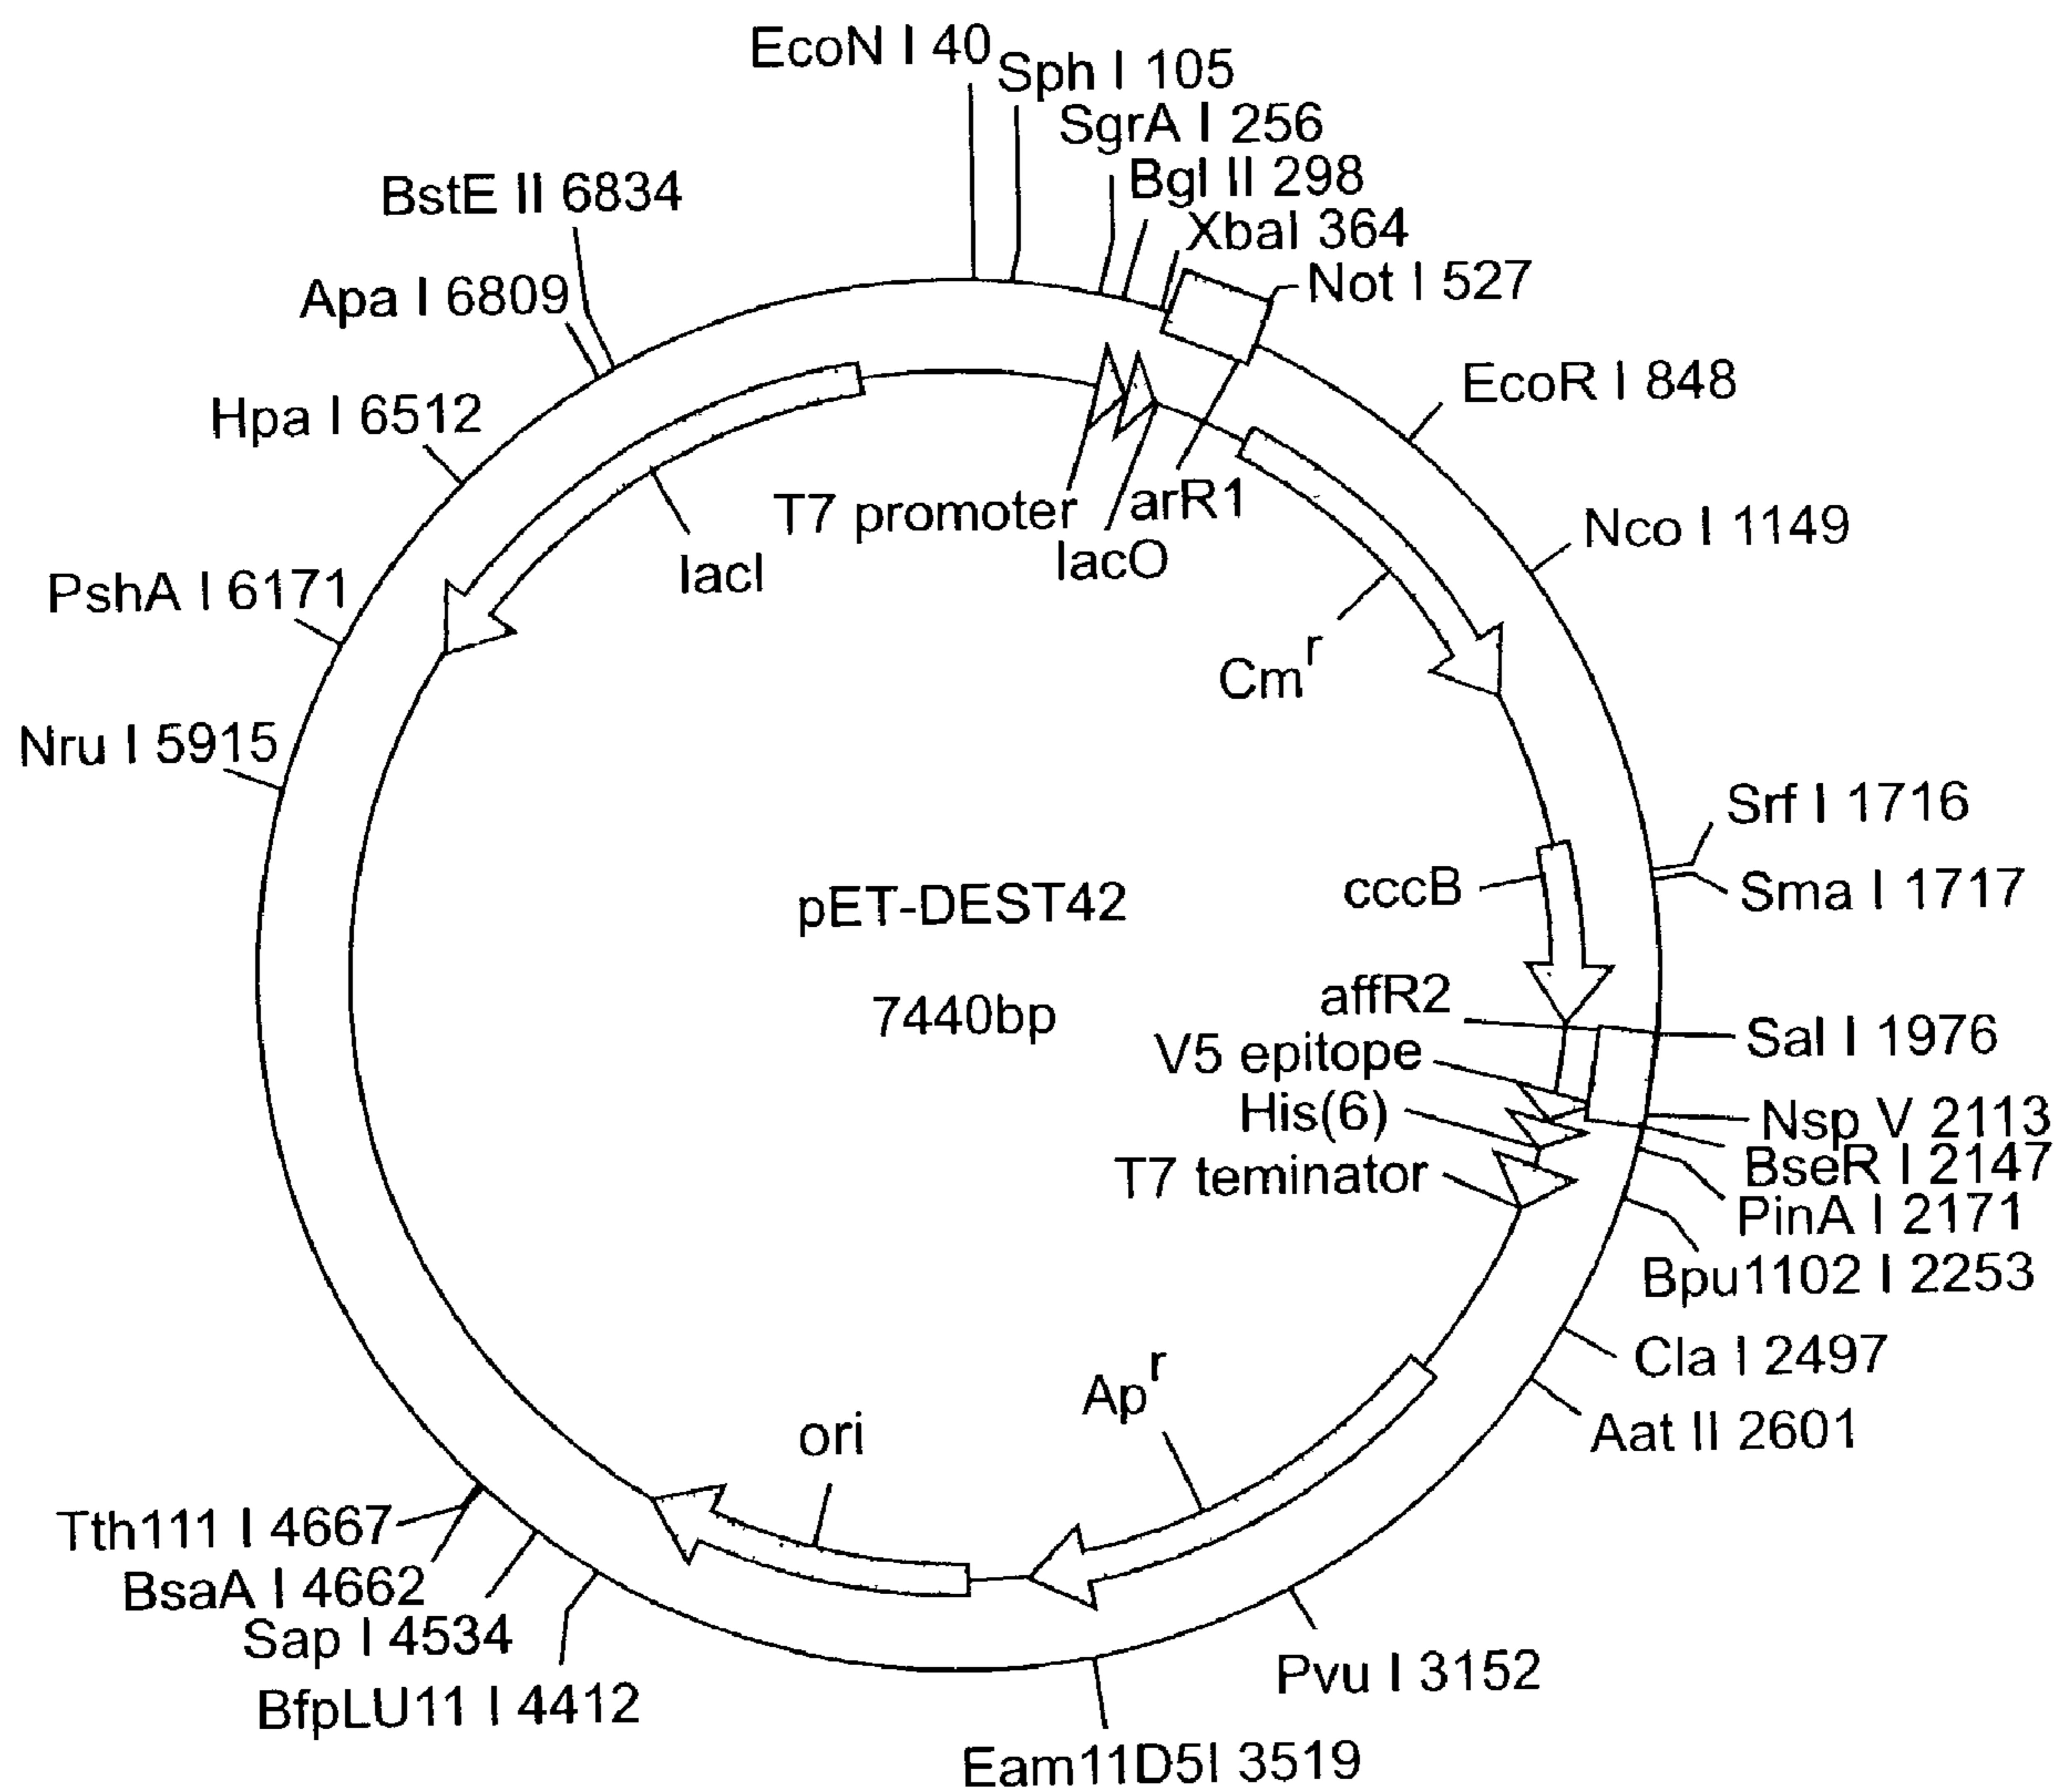 EcoN I 40
Sph I 105
SgrA I 256
Bgl II 298
XbaI 364
Not I 527
EcoR I 848
Nco I 1149
Srf I 1716
Sma I 1717
Sal I 1976
Nsp V 2113
BseR I 2147
PinA I 2171
Bpu1102 I 2253
Cla I 2497
Aat II 2601
Pvu I 3152
Eam11D5I 3519
BfpLU11 I 4412
Sap I 4534
BsaA I 4662
Tth111 I 4667
Nru I 5915
PshA I 6171
Hpa I 6512
Apa I 6809
BstE II 6834
lacI
T7 promoter
lacO
arR1
Cmr
cccB
affR2
V5 epitope
His(6)
T7 teminator
Apr
ori
pET-DEST42
7440bp